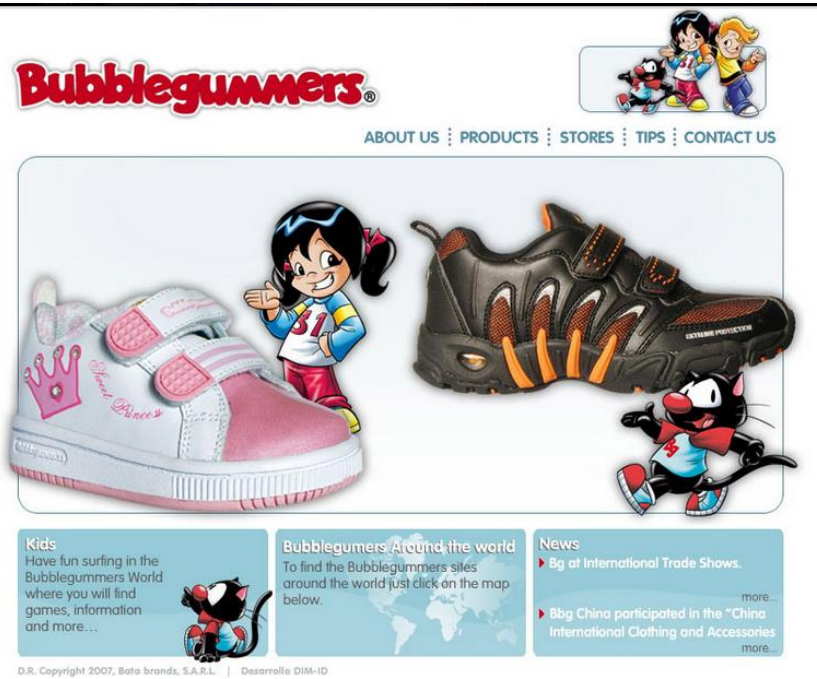 Bubblegummers®
ABOUT US PRODUCTS STORES TIPS CONTACT US
31
31
Sweet Princess
Bubblegummers
EXTREME PROTECTION
Kids
Have fun surfing in the
Bubblegummers World
where you will find
games, information
and more...
Bubblegumers Around the world
To find the Bubblegummers sites
around the world just click on the map
below.
News
Bg at International Trade Shows.
more...
Bbg China participated in the "China
International Clothing and Accessories
more...
D.R. Copyright 2007, Bata brands, S.A.R.L. | Desarrollo DIM-ID